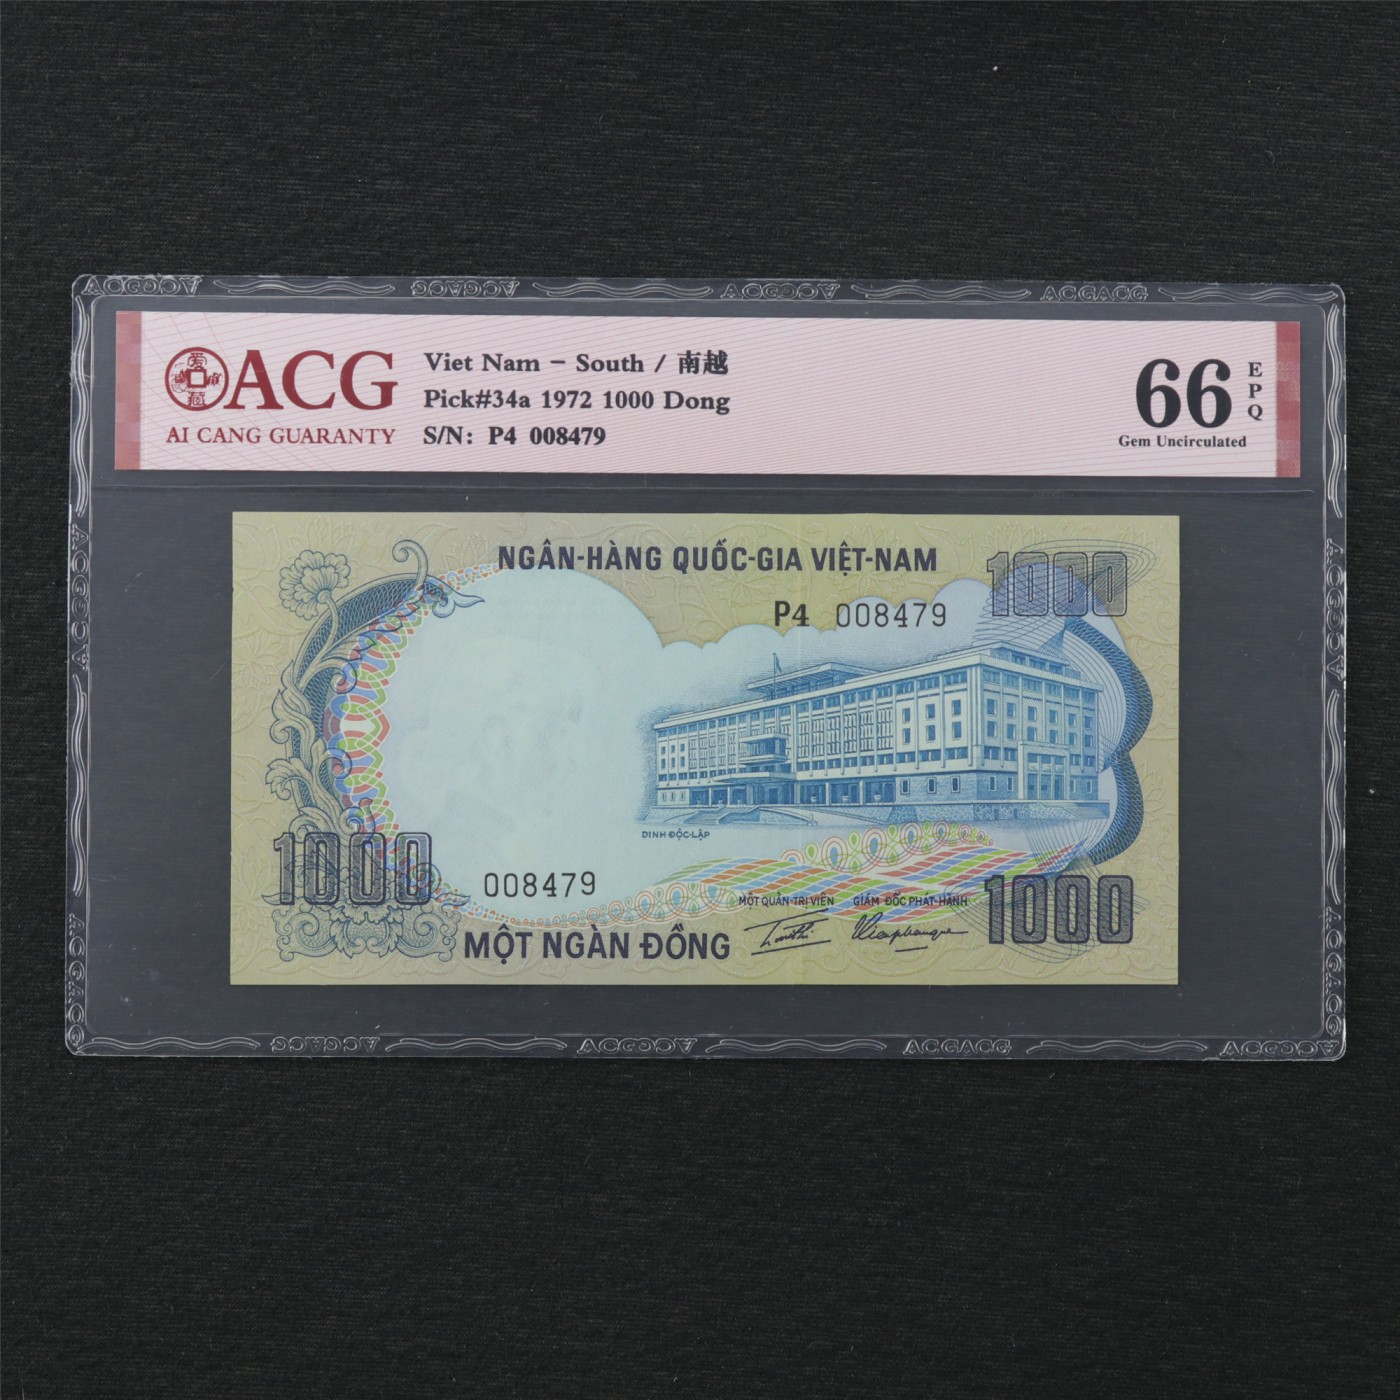 ACG
AI CANG GUARANTY
愛藏
Viet Nam – South / 南越
Pick#34a 1972 1000 Dong
S/N: P4 008479
66 EPQ
Gem Uncirculated
NGÂN-HÀNG QUỐC-GIA VIỆT-NAM
1000
P4 008479
DINH ĐỘC-LẬP
1000
008479
MỘT QUẢN TRỊ VIÊN
GIÁM ĐỐC PHÁT-HÀNH
1000
MỘT NGÀN ĐỒNG